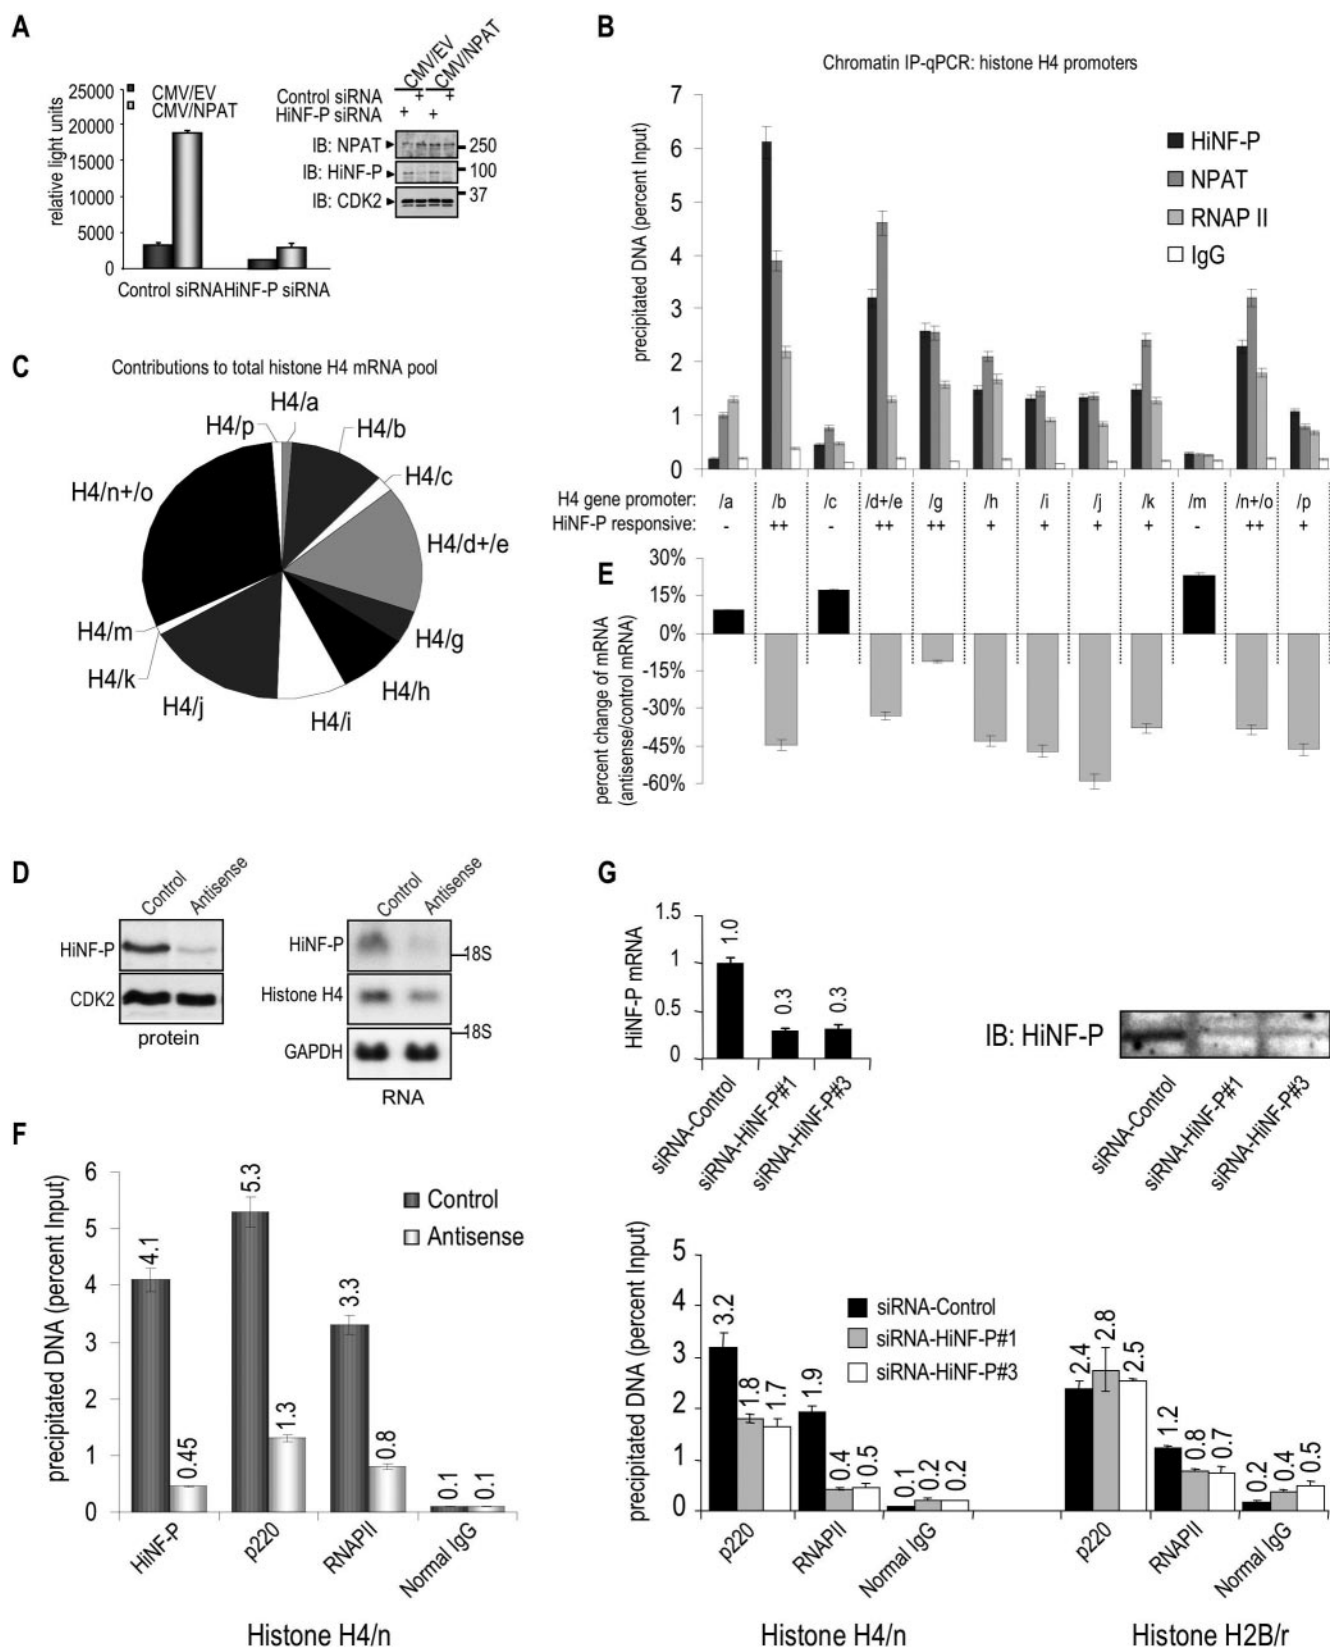 A
CMV/EV
CMV/NPAT
Control siRNA + +
HiNF-P siRNA + +
IB: NPAT 250
IB: HiNF-P 100
IB: CDK2 37
relative light units
25000
20000
15000
10000
5000
0
CMV/EV
CMV/NPAT
Control siRNA HiNF-P siRNA
B
Chromatin IP-qPCR: histone H4 promoters
precipitated DNA (percent Input)
7
6
5
4
3
2
1
0
HiNF-P
NPAT
RNAP II
IgG
H4 gene promoter: /a /b /c /d+/e /g /h /i /j /k /m /n+/o /p
HiNF-P responsive: - ++ - ++ ++ + + + + - ++ +
C
Contributions to total histone H4 mRNA pool
H4/a
H4/b
H4/c
H4/d+/e
H4/g
H4/h
H4/i
H4/j
H4/k
H4/m
H4/n+/o
H4/p
E
percent change of mRNA
(antisense/control mRNA)
30%
15%
0%
-15%
-30%
-45%
-60%
D
Control
Antisense
HiNF-P
CDK2
protein
Control
Antisense
HiNF-P
18S
Histone H4
18S
GAPDH
RNA
G
HiNF-P mRNA
1.5
1
0.5
0
1.0
0.3
0.3
siRNA-Control
siRNA-HiNF-P#1
siRNA-HiNF-P#3
IB: HiNF-P
siRNA-Control
siRNA-HiNF-P#1
siRNA-HiNF-P#3
F
precipitated DNA (percent Input)
6
5
4
3
2
1
0
Control
Antisense
4.1
0.45
5.3
1.3
3.3
0.8
0.1
0.1
HiNF-P
p220
RNAPII
Normal IgG
Histone H4/n
precipitated DNA (percent Input)
5
4
3
2
1
0
siRNA-Control
siRNA-HiNF-P#1
siRNA-HiNF-P#3
3.2
1.8
1.7
1.9
0.4
0.5
0.1
0.2
0.2
2.4
2.8
2.5
1.2
0.8
0.7
0.2
0.4
0.5
p220
RNAPII
Normal IgG
p220
RNAPII
Normal IgG
Histone H4/n
Histone H2B/r